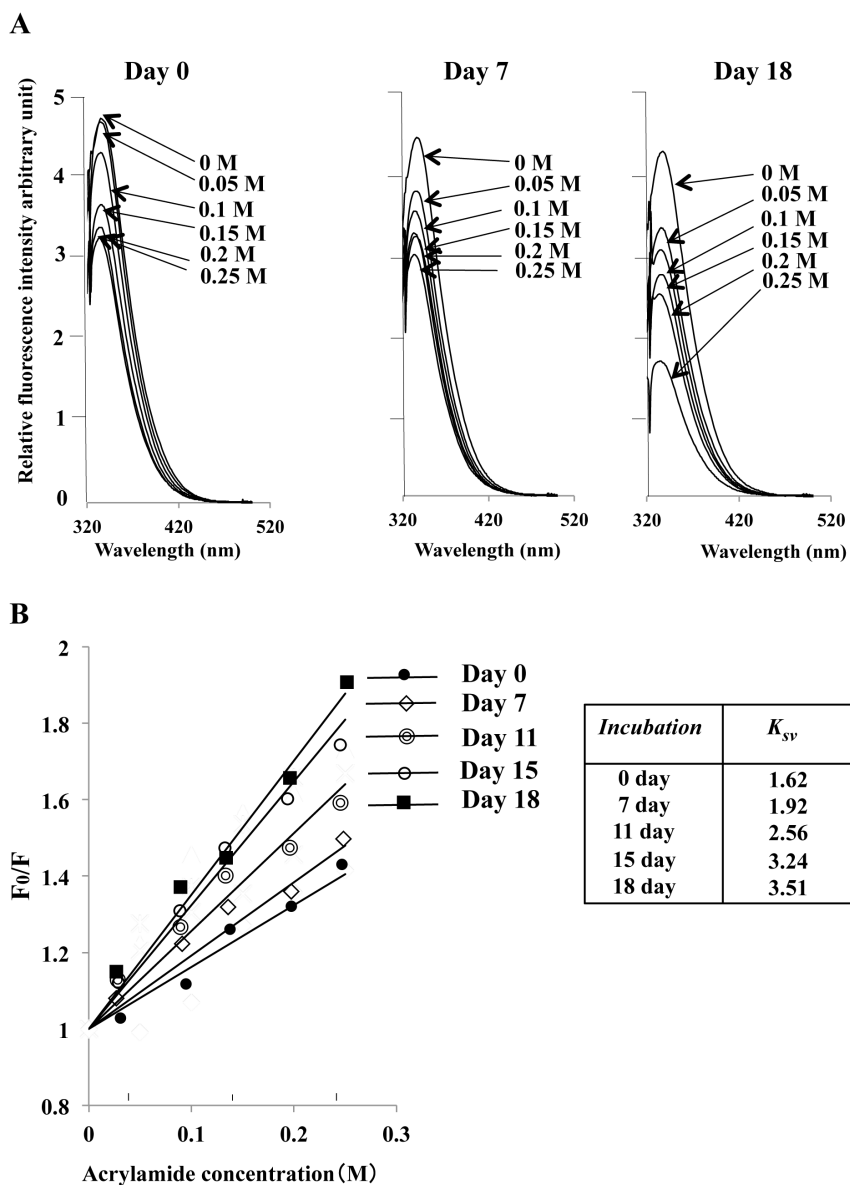 A
Day 0
Day 7
Day 18
Relative fluorescence intensity arbitrary unit)
5
4
3
2
1
0
0 M
0.05 M
0.1 M
0.15 M
0.2 M
0.25 M
320
420
520
Wavelength (nm)
0 M
0.05 M
0.1 M
0.15 M
0.2 M
0.25 M
320
420
520
Wavelength (nm)
0 M
0.05 M
0.1 M
0.15 M
0.2 M
0.25 M
320
420
520
Wavelength (nm)
B
F0/F
2
1.8
1.6
1.4
1.2
1
0.8
0
0.1
0.2
0.3
Acrylamide concentration(M)
Day 0
Day 7
Day 11
Day 15
Day 18
Incubation Ksv
0 day 1.62
7 day 1.92
11 day 2.56
15 day 3.24
18 day 3.51